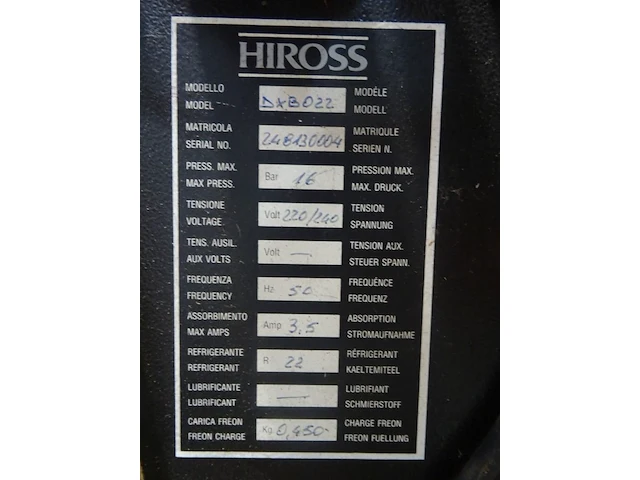 HIROSS
MODELLO MODÈLE
MODEL DXB022 MODELL
MATRICOLA MATRIQULE
SERIAL NO. 248130004 SERIEN N.
PRESS. MAX. PRESSION MAX.
MAX PRESS. Bar 16 MAX. DRUCK.
TENSIONE TENSION
VOLTAGE Volt 220/240 SPANNUNG
TENS. AUSIL. TENSION AUX.
AUX VOLTS Volt — STEUER SPANN.
FREQUENZA FREQUÉNCE
FREQUENCY Hz 50 FREQUENZ
ASSORBIMENTO ABSORPTION
MAX AMPS Amp 3,5 STROMAUFNAHME
REFRIGERANTE RÉFRIGERANT
REFRIGERANT R 22 KAELTEMITEEL
LUBRIFICANTE LUBRIFIANT
LUBRIFICANT — SCHMIERSTOFF
CARICA FREON CHARGE FREON
FREON CHARGE Kg 0,450 FREON FUELLUNG